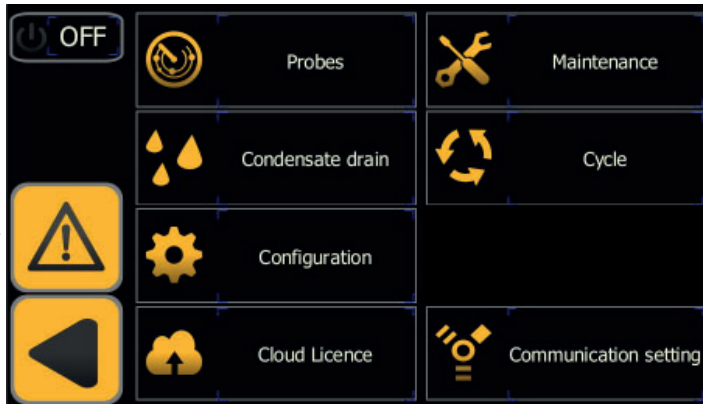 OFF
Probes
Maintenance
Condensate drain
Cycle
Configuration
Cloud Licence
Communication setting